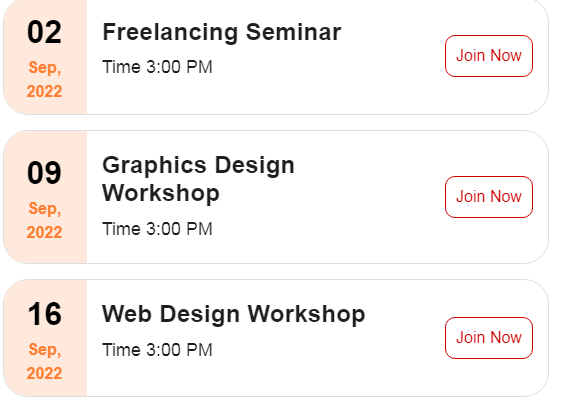 02
Sep,
2022
Freelancing Seminar
Time 3:00 PM
Join Now
09
Sep,
2022
Graphics Design
Workshop
Time 3:00 PM
Join Now
16
Sep,
2022
Web Design Workshop
Time 3:00 PM
Join Now